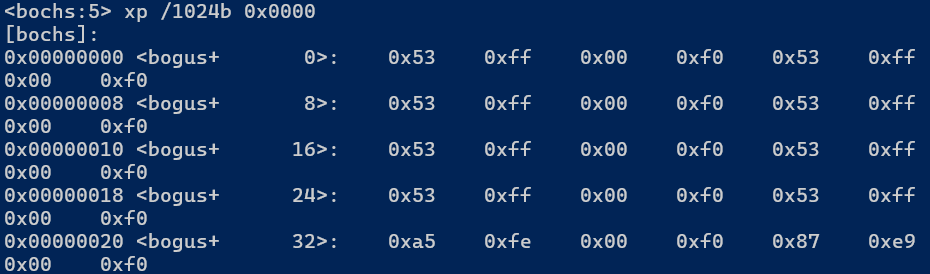 <bochs:5> xp /1024b 0x0000
[bochs]:
0x00000000 <bogus+       0>:    0x53    0xff    0x00    0xf0    0x53    0xff
0x00    0xf0
0x00000008 <bogus+       8>:    0x53    0xff    0x00    0xf0    0x53    0xff
0x00    0xf0
0x00000010 <bogus+      16>:    0x53    0xff    0x00    0xf0    0x53    0xff
0x00    0xf0
0x00000018 <bogus+      24>:    0x53    0xff    0x00    0xf0    0x53    0xff
0x00    0xf0
0x00000020 <bogus+      32>:    0xa5    0xfe    0x00    0xf0    0x87    0xe9
0x00    0xf0